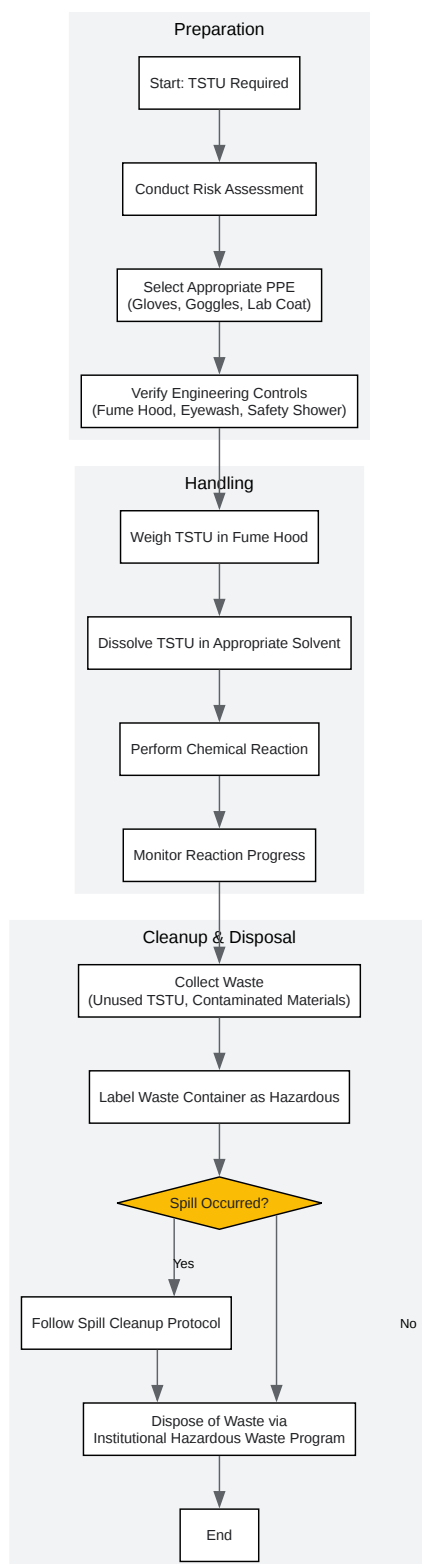 Preparation
Start: TSTU Required
Conduct Risk Assessment
Select Appropriate PPE
(Gloves, Goggles, Lab Coat)
Verify Engineering Controls
(Fume Hood, Eyewash, Safety Shower)
Handling
Weigh TSTU in Fume Hood
Dissolve TSTU in Appropriate Solvent
Perform Chemical Reaction
Monitor Reaction Progress
Cleanup & Disposal
Collect Waste
(Unused TSTU, Contaminated Materials)
Label Waste Container as Hazardous
Spill Occurred?
Yes
Follow Spill Cleanup Protocol
No
Dispose of Waste via
Institutional Hazardous Waste Program
End